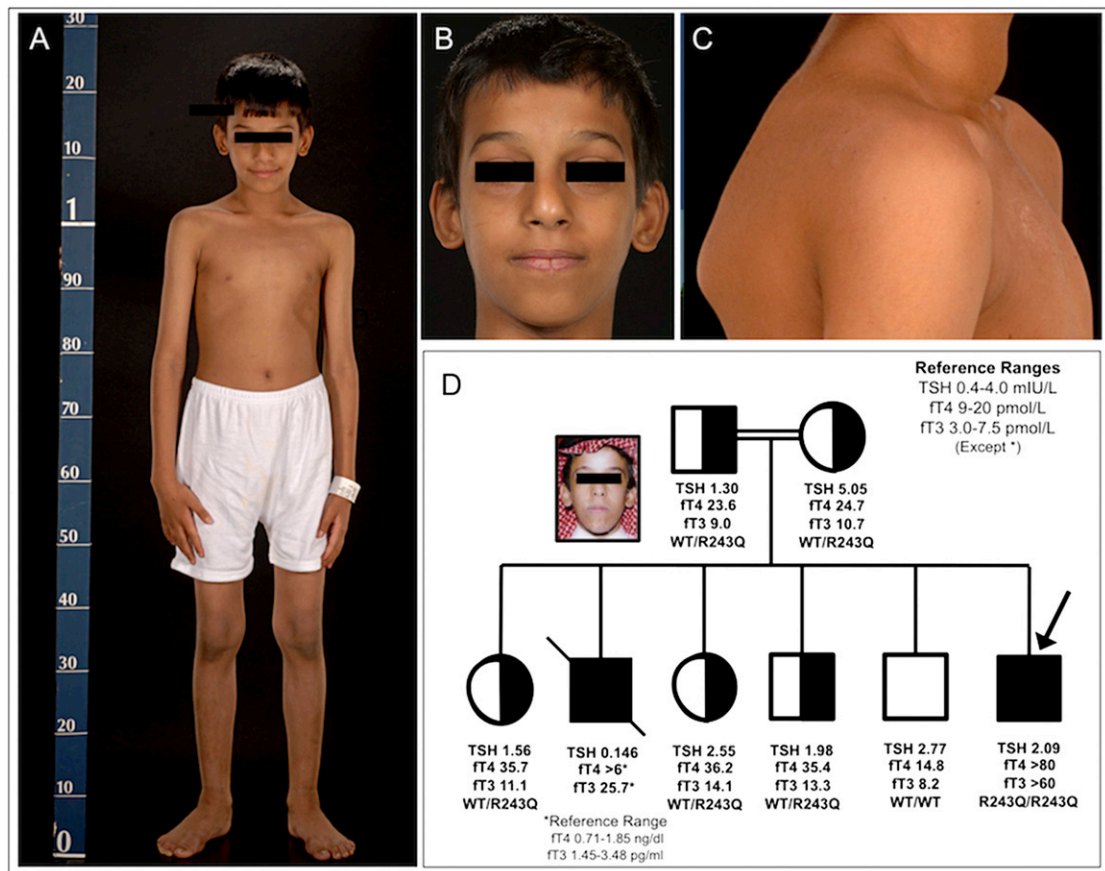 A
30
20
10
1
90
80
70
60
50
40
30
20
10
0
B
C
D
Reference Ranges
TSH 0.4-4.0 mIU/L
fT4 9-20 pmol/L
fT3 3.0-7.5 pmol/L
(Except *)
TSH 1.30
fT4 23.6
fT3 9.0
WT/R243Q
TSH 5.05
fT4 24.7
fT3 10.7
WT/R243Q
TSH 1.56
fT4 35.7
fT3 11.1
WT/R243Q
TSH 0.146
fT4 >6*
fT3 25.7*
*Reference Range
fT4 0.71-1.85 ng/dl
fT3 1.45-3.48 pg/ml
TSH 2.55
fT4 36.2
fT3 14.1
WT/R243Q
TSH 1.98
fT4 35.4
fT3 13.3
WT/R243Q
TSH 2.77
fT4 14.8
fT3 8.2
WT/WT
TSH 2.09
fT4 >80
fT3 >60
R243Q/R243Q